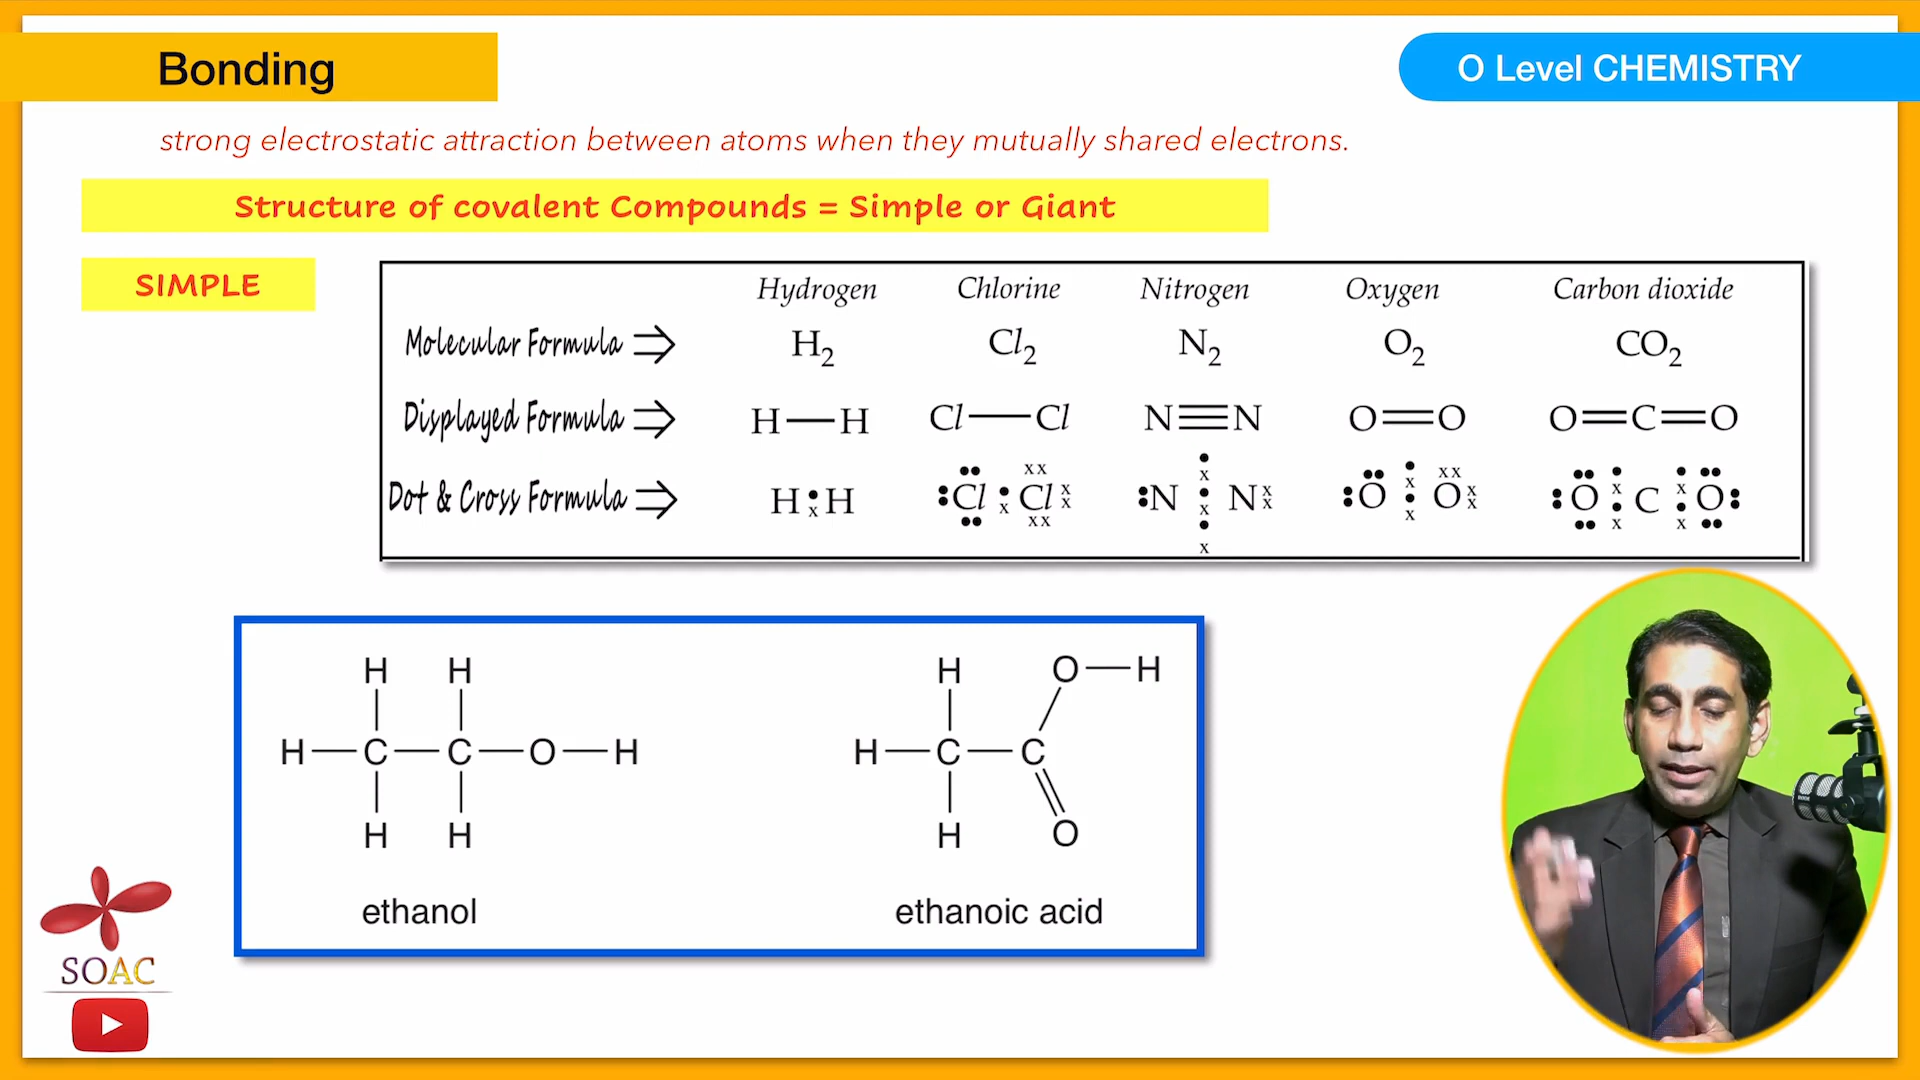 Bonding
O Level CHEMISTRY
strong electrostatic attraction between atoms when they mutually shared electrons.
Structure of covalent Compounds = Simple or Giant
SIMPLE
Hydrogen Chlorine Nitrogen Oxygen Carbon dioxide
Molecular Formula ⇒ H₂ Cl₂ N₂ O₂ CO₂
Displayed Formula ⇒ H—H Cl—Cl N≡N O=O O=C=O
Dot & Cross Formula ⇒ H H Cl Cl N N O O O C O
H H H O—H
H—C—C—O—H H—C—C
H H H O
ethanol ethanoic acid
SOAC